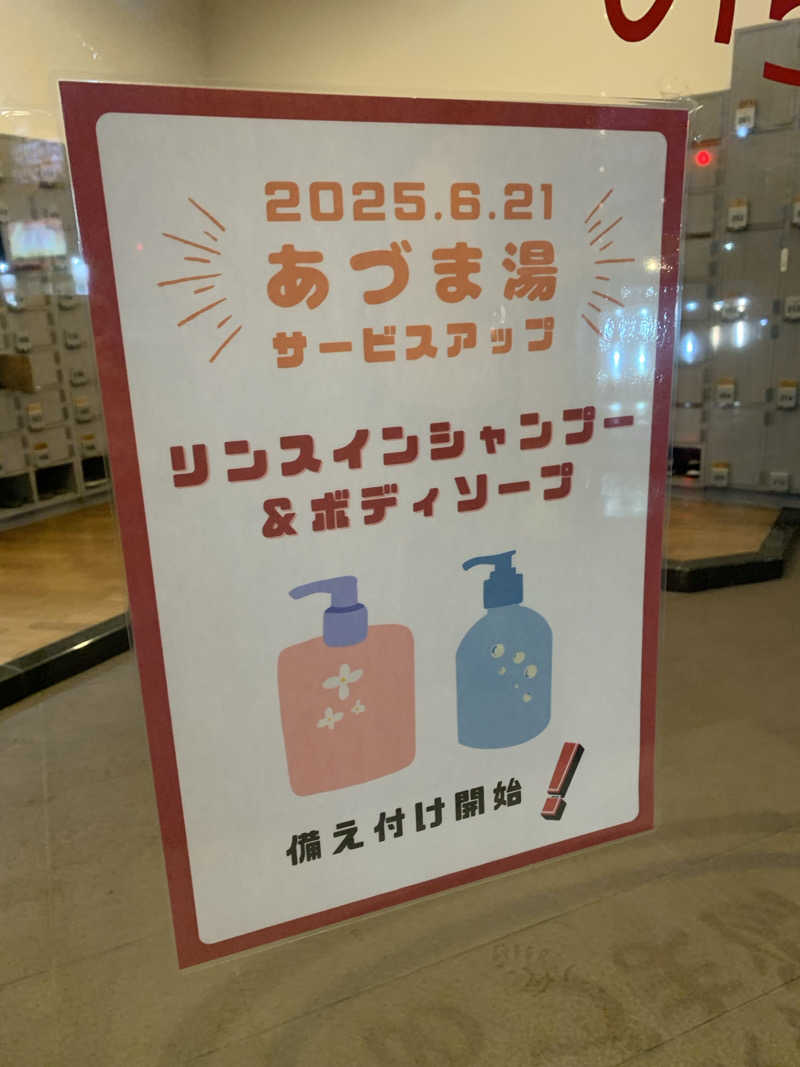 2025.6.21
あづま湯
サービスアップ
リンスインシャンプー
&ボディソープ
備え付け開始!